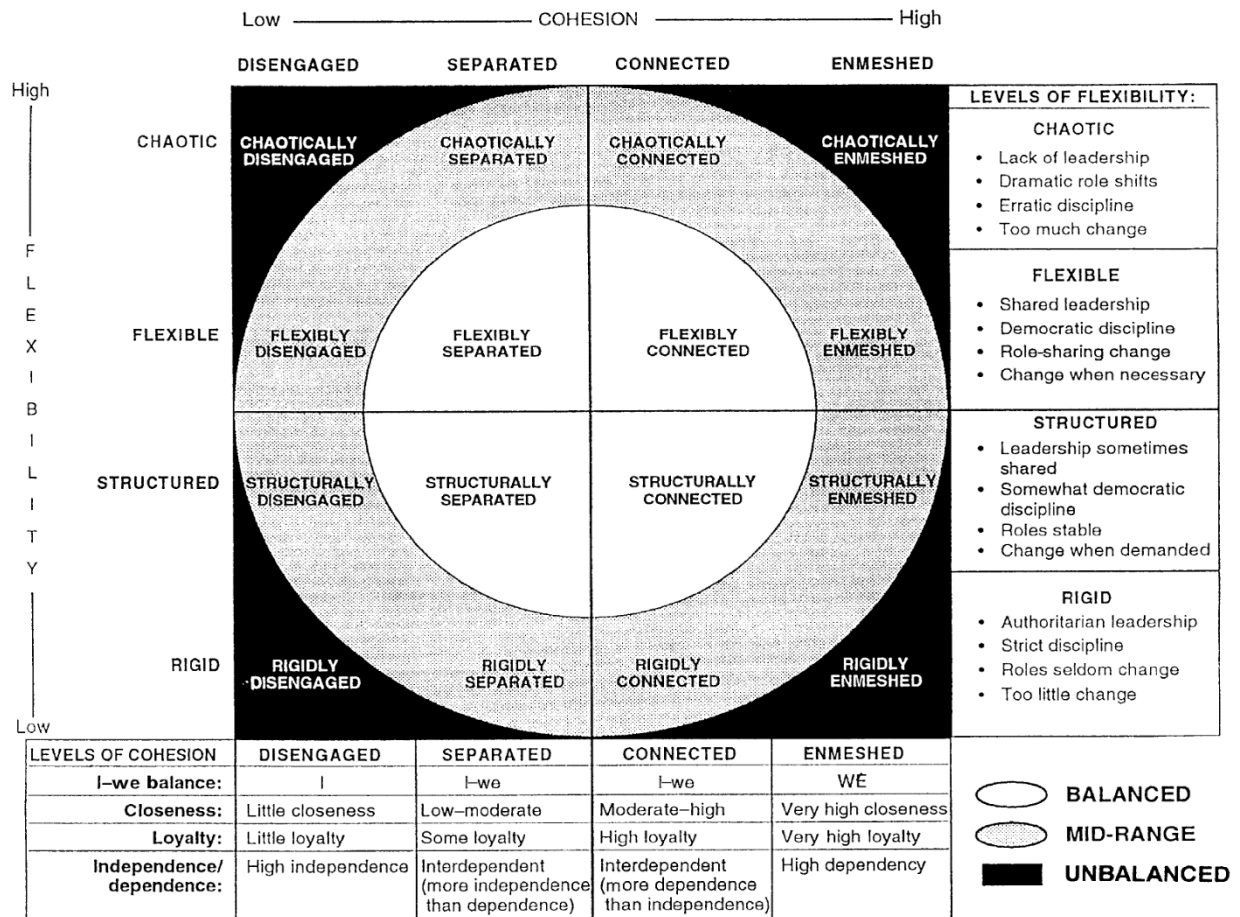 Low COHESION High
DISENGAGED SEPARATED CONNECTED ENMESHED
High
FLEXIBILITY
Low
CHAOTIC
FLEXIBLE
STRUCTURED
RIGID
CHAOTICALLY
DISENGAGED
CHAOTICALLY
SEPARATED
CHAOTICALLY
CONNECTED
CHAOTICALLY
ENMESHED
FLEXIBLY
DISENGAGED
FLEXIBLY
SEPARATED
FLEXIBLY
CONNECTED
FLEXIBLY
ENMESHED
STRUCTURALLY
DISENGAGED
STRUCTURALLY
SEPARATED
STRUCTURALLY
CONNECTED
STRUCTURALLY
ENMESHED
RIGIDLY
DISENGAGED
RIGIDLY
SEPARATED
RIGIDLY
CONNECTED
RIGIDLY
ENMESHED
LEVELS OF FLEXIBILITY:
CHAOTIC
• Lack of leadership
• Dramatic role shifts
• Erratic discipline
• Too much change
FLEXIBLE
• Shared leadership
• Democratic discipline
• Role-sharing change
• Change when necessary
STRUCTURED
• Leadership sometimes
shared
• Somewhat democratic
discipline
• Roles stable
• Change when demanded
RIGID
• Authoritarian leadership
• Strict discipline
• Roles seldom change
• Too little change
LEVELS OF COHESION DISENGAGED SEPARATED CONNECTED ENMESHED
I–we balance: I I–we I–we WE
Closeness: Little closeness Low–moderate Moderate–high Very high closeness
Loyalty: Little loyalty Some loyalty High loyalty Very high loyalty
Independence/ High independence Interdependent Interdependent High dependency
dependence: (more independence (more dependence
than dependence) than independence)
BALANCED
MID-RANGE
UNBALANCED